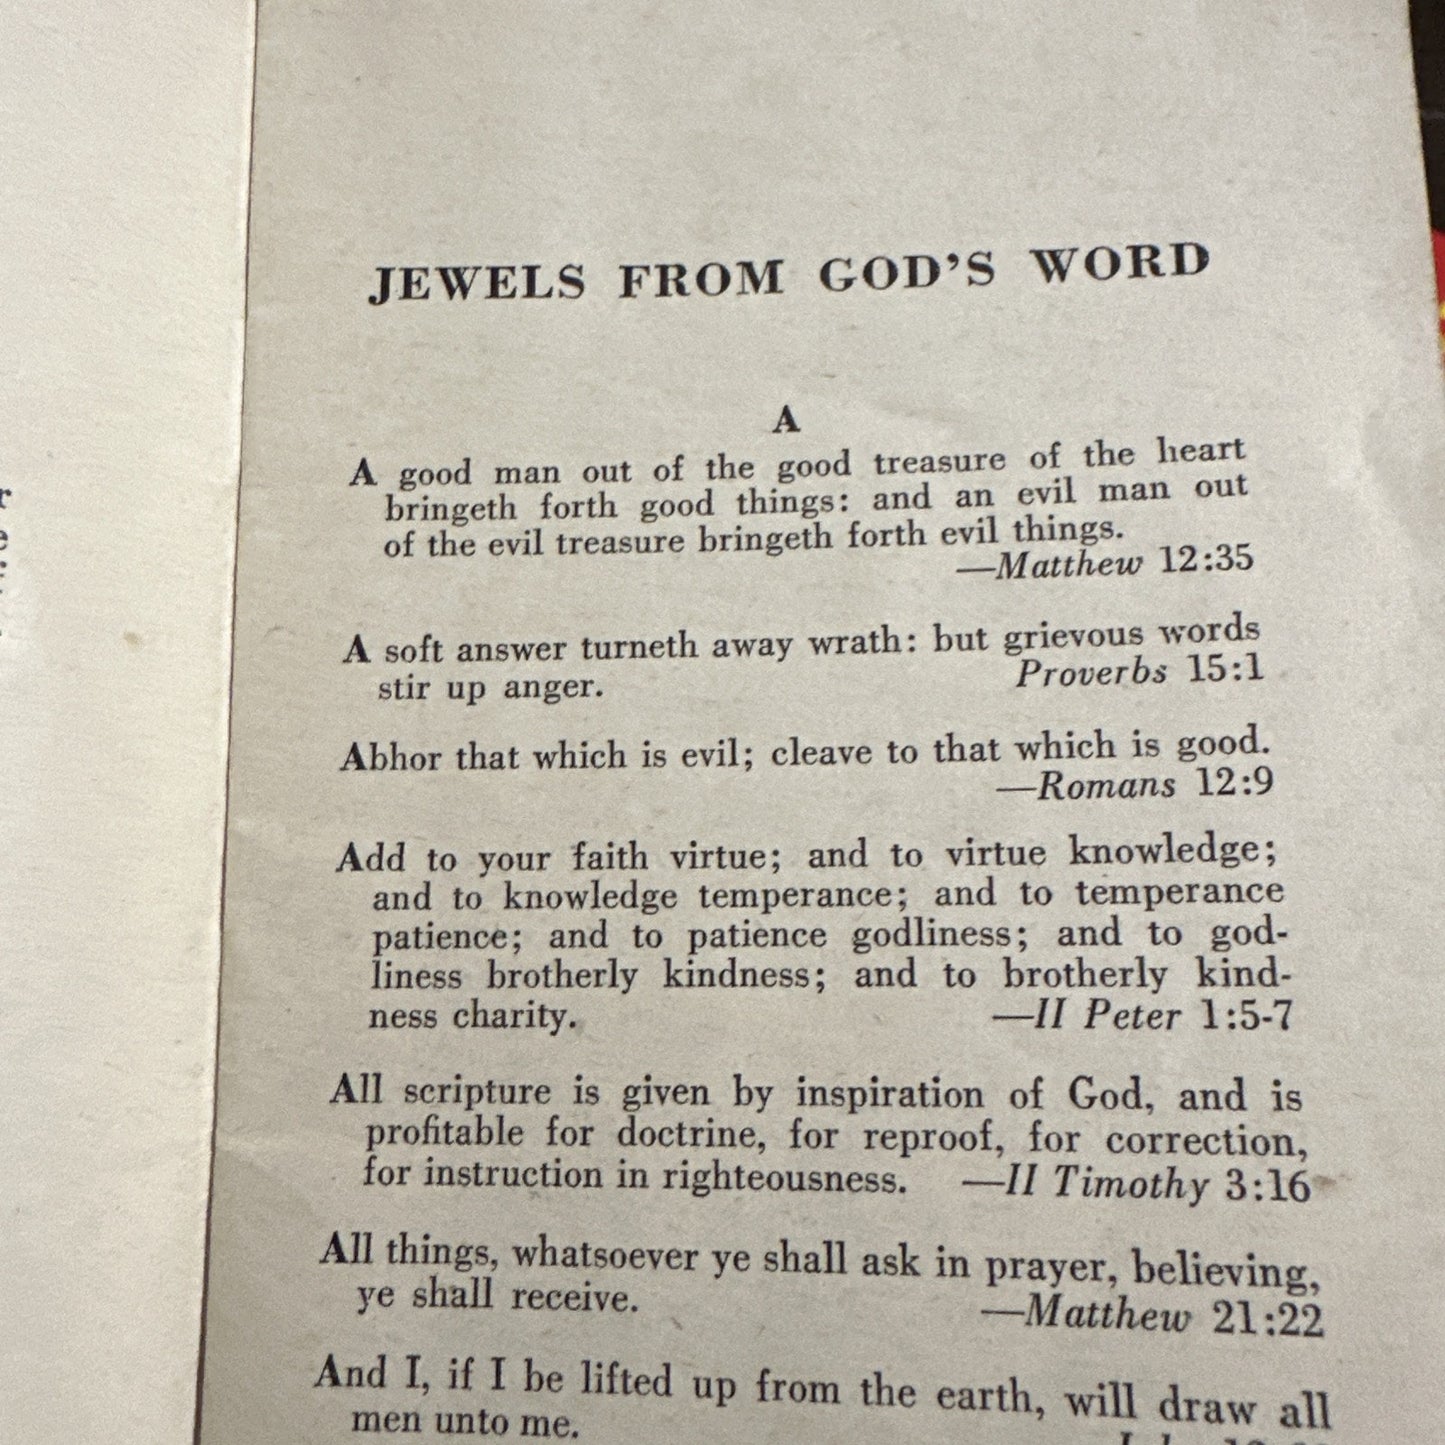 JEWELS FROM GOD'S WORD
A
A good man out of the good treasure of the heart
bringeth forth good things: and an evil man out
of the evil treasure bringeth forth evil things.
—Matthew 12:35
A soft answer turneth away wrath: but grievous words
stir up anger. Proverbs 15:1
Abhor that which is evil; cleave to that which is good.
—Romans 12:9
Add to your faith virtue; and to virtue knowledge;
and to knowledge temperance; and to temperance
patience; and to patience godliness; and to god-
liness brotherly kindness; and to brotherly kind-
ness charity. —II Peter 1:5-7
All scripture is given by inspiration of God, and is
profitable for doctrine, for reproof, for correction,
for instruction in righteousness. —II Timothy 3:16
All things, whatsoever ye shall ask in prayer, believing,
ye shall receive. —Matthew 21:22
And I, if I be lifted up from the earth, will draw all
men unto me.